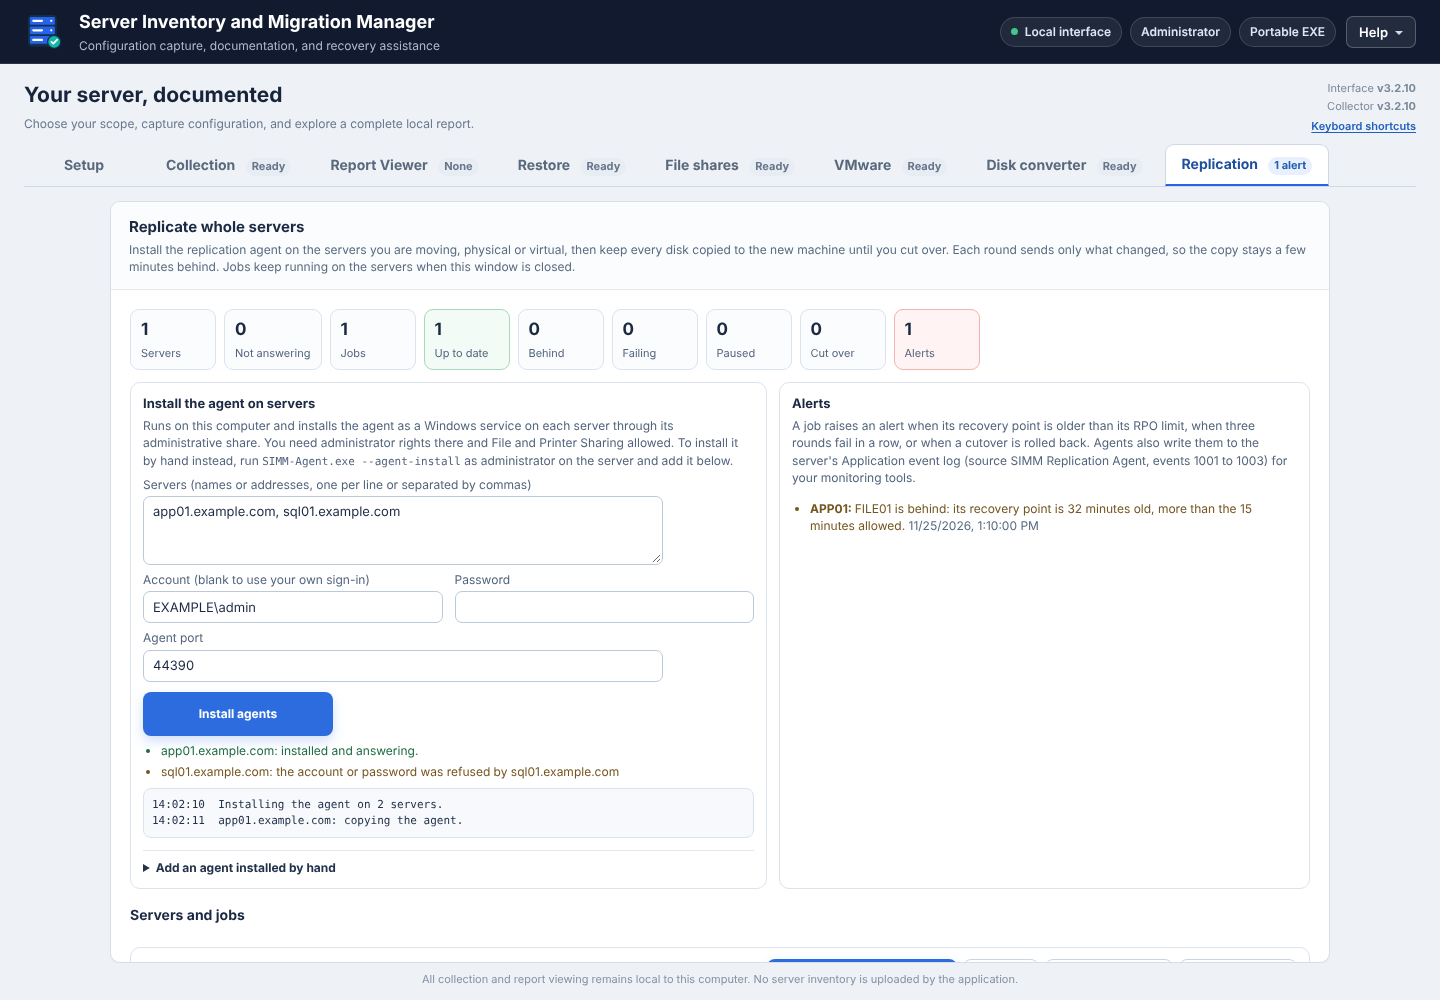 Server Inventory and Migration Manager
Configuration capture, documentation, and recovery assistance
Local interface
Administrator
Portable EXE
Help
Your server, documented
Choose your scope, capture configuration, and explore a complete local report.
Interface v3.2.10
Collector v3.2.10
Keyboard shortcuts
Setup
Collection Ready
Report Viewer None
Restore Ready
File shares Ready
VMware Ready
Disk converter Ready
Replication 1 alert
Replicate whole servers
Install the replication agent on the servers you are moving, physical or virtual, then keep every disk copied to the new machine until you cut over. Each round sends only what changed, so the copy stays a few
minutes behind. Jobs keep running on the servers when this window is closed.
1
Servers
0
Not answering
1
Jobs
1
Up to date
0
Behind
0
Failing
0
Paused
0
Cut over
1
Alerts
Install the agent on servers
Runs on this computer and installs the agent as a Windows service on each server through its
administrative share. You need administrator rights there and File and Printer Sharing allowed. To install it
by hand instead, run SIMM-Agent.exe --agent-install as administrator on the server and add it below.
Servers (names or addresses, one per line or separated by commas)
app01.example.com, sql01.example.com
Account (blank to use your own sign-in)
Password
EXAMPLE\admin
Agent port
44390
Install agents
app01.example.com: installed and answering.
sql01.example.com: the account or password was refused by sql01.example.com
14:02:10 Installing the agent on 2 servers.
14:02:11 app01.example.com: copying the agent.
Add an agent installed by hand
Alerts
A job raises an alert when its recovery point is older than its RPO limit, when three
rounds fail in a row, or when a cutover is rolled back. Agents also write them to the
server's Application event log (source SIMM Replication Agent, events 1001 to 1003) for
your monitoring tools.
APP01: FILE01 is behind: its recovery point is 32 minutes old, more than the 15
minutes allowed. 11/25/2026, 1:10:00 PM
Servers and jobs
All collection and report viewing remains local to this computer. No server inventory is uploaded by the application.